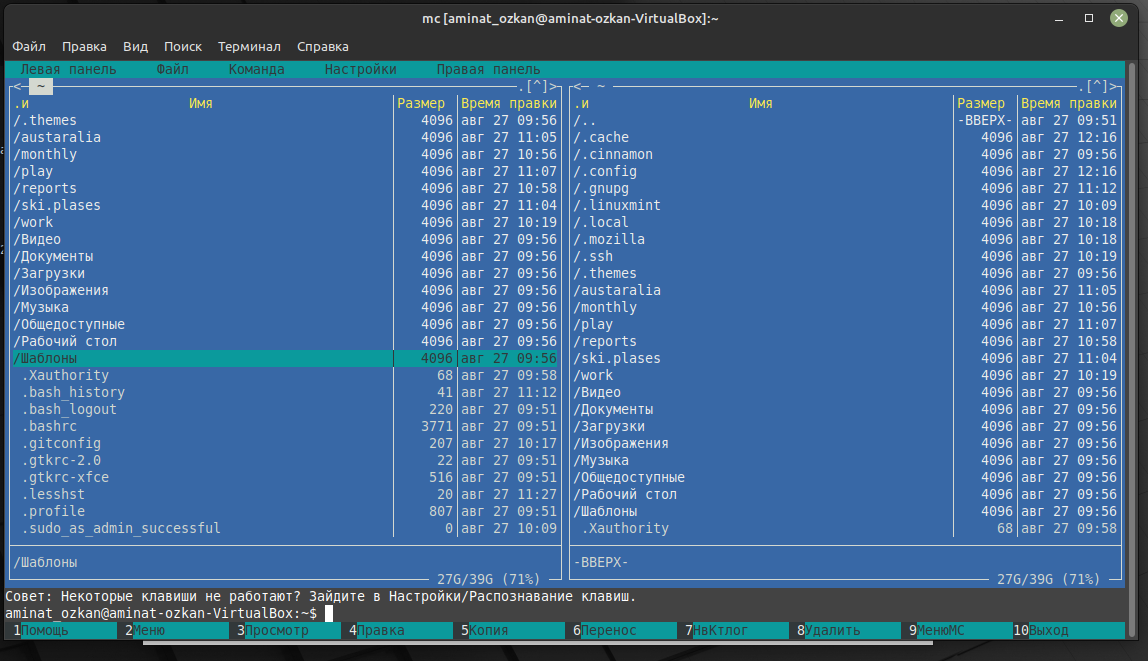 mc [aminat_ozkan@aminat-ozkan-VirtualBox]:~
Файл Правка Вид Поиск Терминал Справка
Левая панель Файл Команда Настройки Правая панель
<─ ~ ─.[^]> <─ ~ ─.[^]>
.и Имя Размер Время правки .и Имя Размер Время правки
/.themes 4096 авг 27 09:56 /.. -ВВЕРХ- авг 27 09:51
/austaralia 4096 авг 27 11:05 /.cache 4096 авг 27 12:16
/monthly 4096 авг 27 10:56 /.cinnamon 4096 авг 27 09:56
/play 4096 авг 27 11:07 /.config 4096 авг 27 12:16
/reports 4096 авг 27 10:58 /.gnupg 4096 авг 27 11:12
/ski.plases 4096 авг 27 11:04 /.linuxmint 4096 авг 27 10:09
/work 4096 авг 27 10:19 /.local 4096 авг 27 10:18
/Видео 4096 авг 27 09:56 /.mozilla 4096 авг 27 10:18
/Документы 4096 авг 27 09:56 /.ssh 4096 авг 27 10:19
/Загрузки 4096 авг 27 09:56 /.themes 4096 авг 27 09:56
/Изображения 4096 авг 27 09:56 /austaralia 4096 авг 27 11:05
/Музыка 4096 авг 27 09:56 /monthly 4096 авг 27 10:56
/Общедоступные 4096 авг 27 09:56 /play 4096 авг 27 11:07
/Рабочий стол 4096 авг 27 09:56 /reports 4096 авг 27 10:58
/Шаблоны 4096 авг 27 09:56 /ski.plases 4096 авг 27 11:04
.Xauthority 68 авг 27 09:58 /work 4096 авг 27 10:19
.bash_history 41 авг 27 11:12 /Видео 4096 авг 27 09:56
.bash_logout 220 авг 27 09:51 /Документы 4096 авг 27 09:56
.bashrc 3771 авг 27 09:51 /Загрузки 4096 авг 27 09:56
.gitconfig 207 авг 27 10:17 /Изображения 4096 авг 27 09:56
.gtkrc-2.0 22 авг 27 09:51 /Музыка 4096 авг 27 09:56
.gtkrc-xfce 516 авг 27 09:51 /Общедоступные 4096 авг 27 09:56
.lesshst 20 авг 27 11:27 /Рабочий стол 4096 авг 27 09:56
.profile 807 авг 27 09:51 /Шаблоны 4096 авг 27 09:56
.sudo_as_admin_successful 0 авг 27 10:09 .Xauthority 68 авг 27 09:58
/Шаблоны -ВВЕРХ-
27G/39G (71%) 27G/39G (71%)
Совет: Некоторые клавиши не работают? Зайдите в Настройки/Распознавание клавиш.
aminat_ozkan@aminat-ozkan-VirtualBox:~$
1Помощь 2Меню 3Просмотр 4Правка 5Копия 6Перенос 7НвКтлог 8Удалить 9МенюМС 10Выход